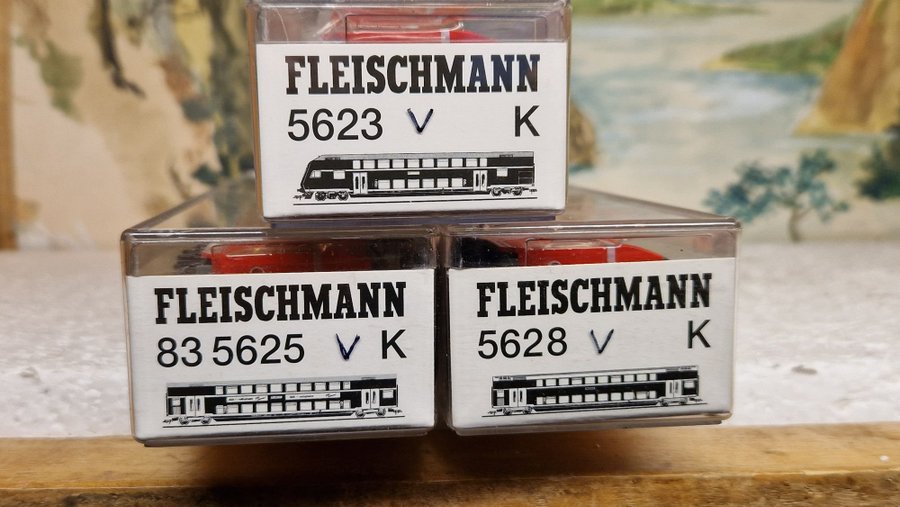 FLEISCHMANN
5623 V K
FLEISCHMANN
83 5625 V K
FLEISCHMANN
5628 V K